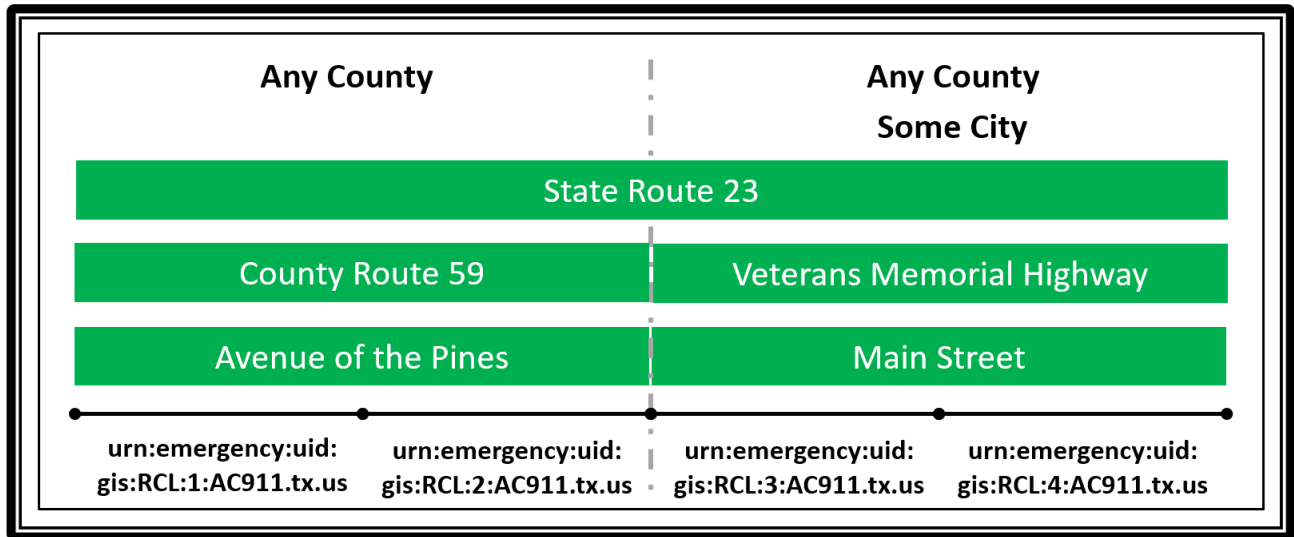 Any County
Any County
Some City
State Route 23
County Route 59
Veterans Memorial Highway
Avenue of the Pines
Main Street
urn:emergency:uid:
gis:RCL:1:AC911.tx.us
urn:emergency:uid:
gis:RCL:2:AC911.tx.us
urn:emergency:uid:
gis:RCL:3:AC911.tx.us
urn:emergency:uid:
gis:RCL:4:AC911.tx.us